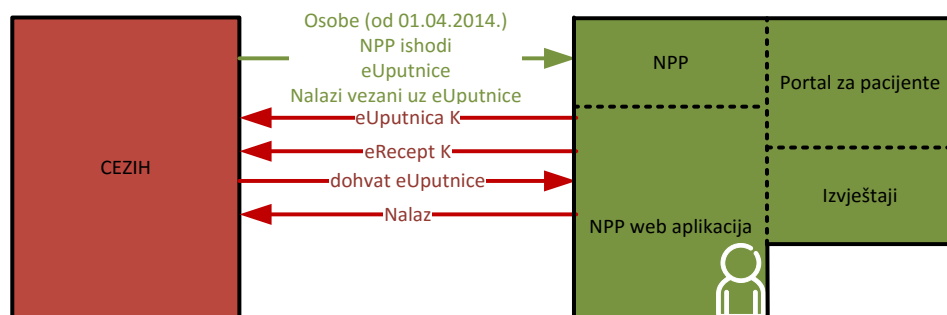 Osobe (od 01.04.2014.)
NPP ishodi
eUputnice
Nalazi vezani uz eUputnice
eUputnica K
eRecept K
dohvat eUputnice
Nalaz
CEZIH
NPP
Portal za pacijente
NPP web aplikacija
Izvještaji